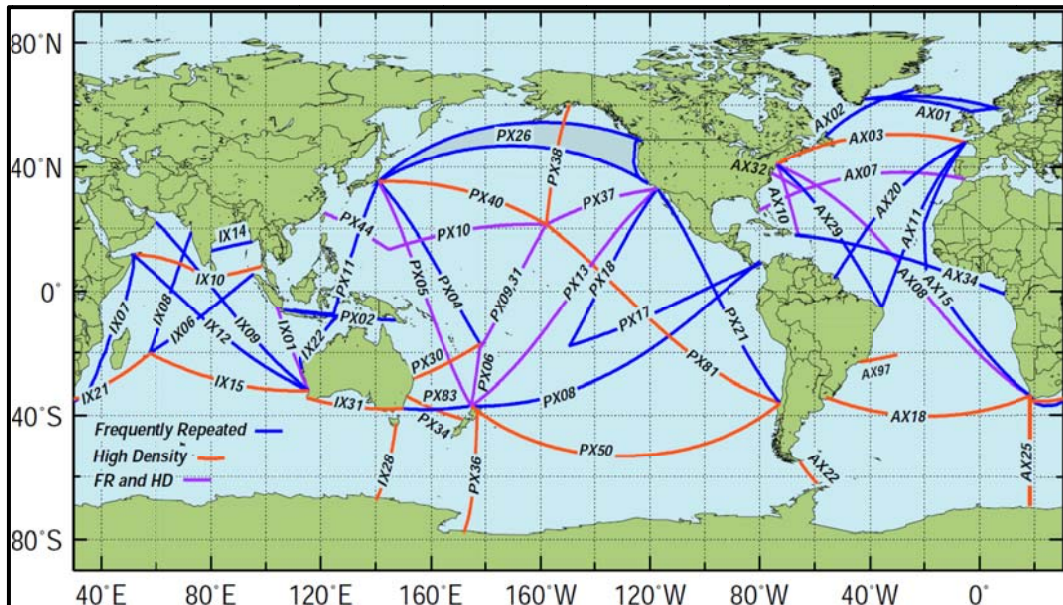 80°N
40°N
0°
40°S
80°S
40°E
80°E
120°E
160°E
160°W
120°W
80°W
40°W
0°
PX26
PX38
PX40
PX37
PX44
PX10
PX11
PX05
PX04
PX09,31
PX13
PX18
PX02
PX17
PX21
PX30
PX06
PX81
PX83
PX08
PX34
PX50
PX36
AX02
AX01
AX03
AX32
AX07
AX10
AX20
AX29
AX11
AX34
AX08
AX15
AX97
AX18
AX22
AX25
IX14
IX10
IX07
IX08
IX06
IX12
IX09
IX01
IX22
IX15
IX21
IX31
IX28
Frequently Repeated
High Density
FR and HD